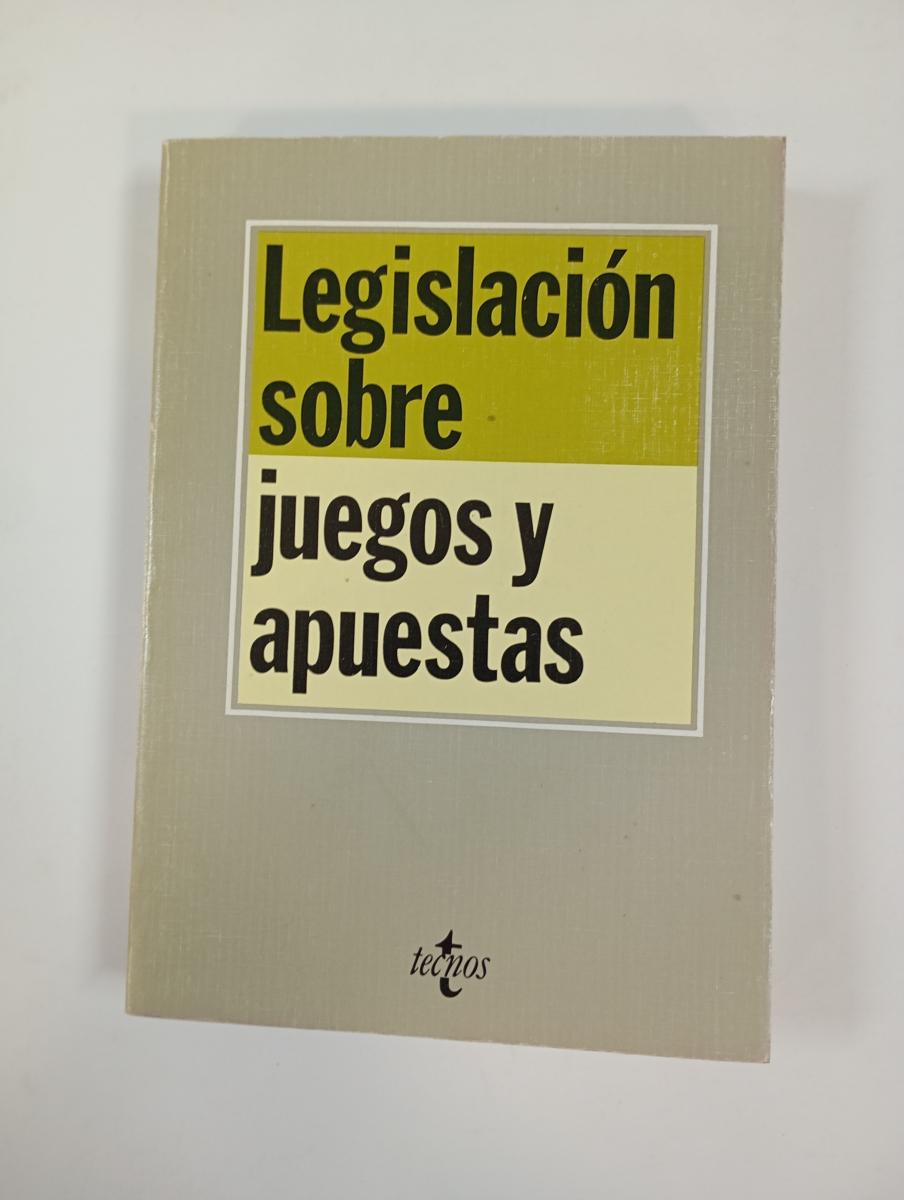 Legislación
sobre
juegos y
apuestas
tecnos